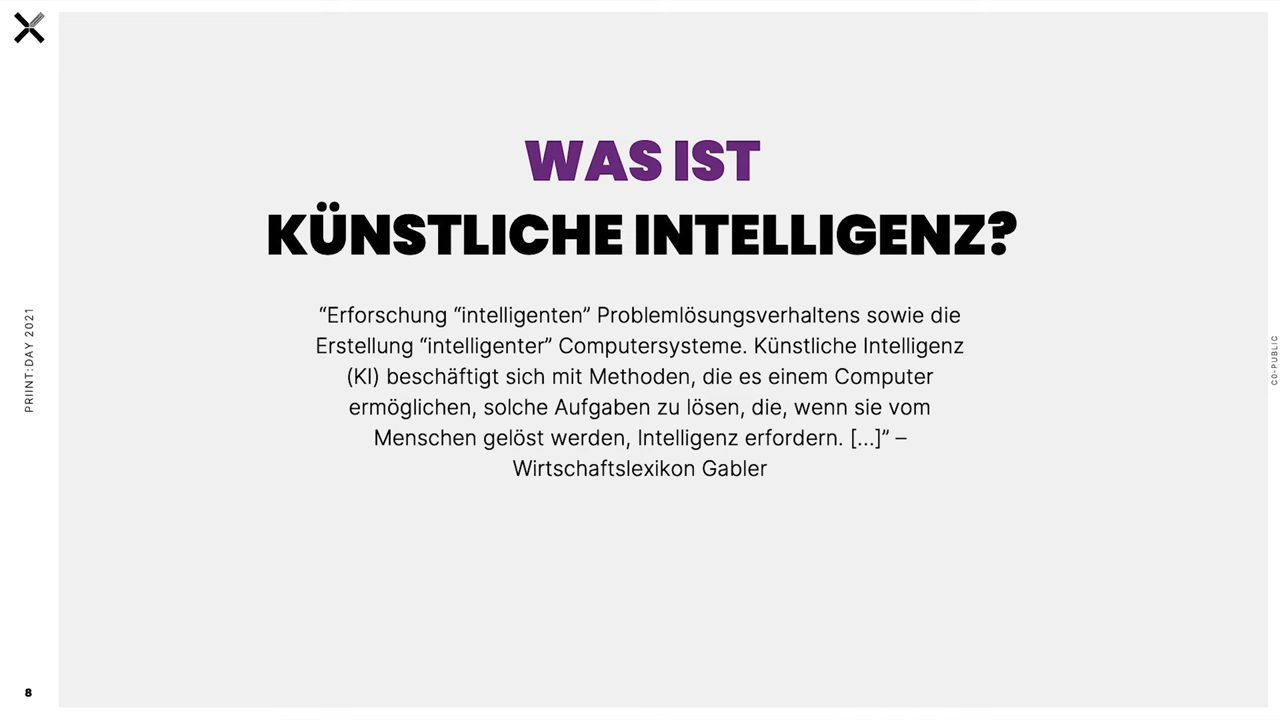 WAS IST
KÜNSTLICHE INTELLIGENZ?
“Erforschung “intelligenten” Problemlösungsverhaltens sowie die
Erstellung “intelligenter” Computersysteme. Künstliche Intelligenz
(KI) beschäftigt sich mit Methoden, die es einem Computer
ermöglichen, solche Aufgaben zu lösen, die, wenn sie vom
Menschen gelöst werden, Intelligenz erfordern. [...]” –
Wirtschaftslexikon Gabler
PRIINT:DAY 2021
C0-PUBLIC
8